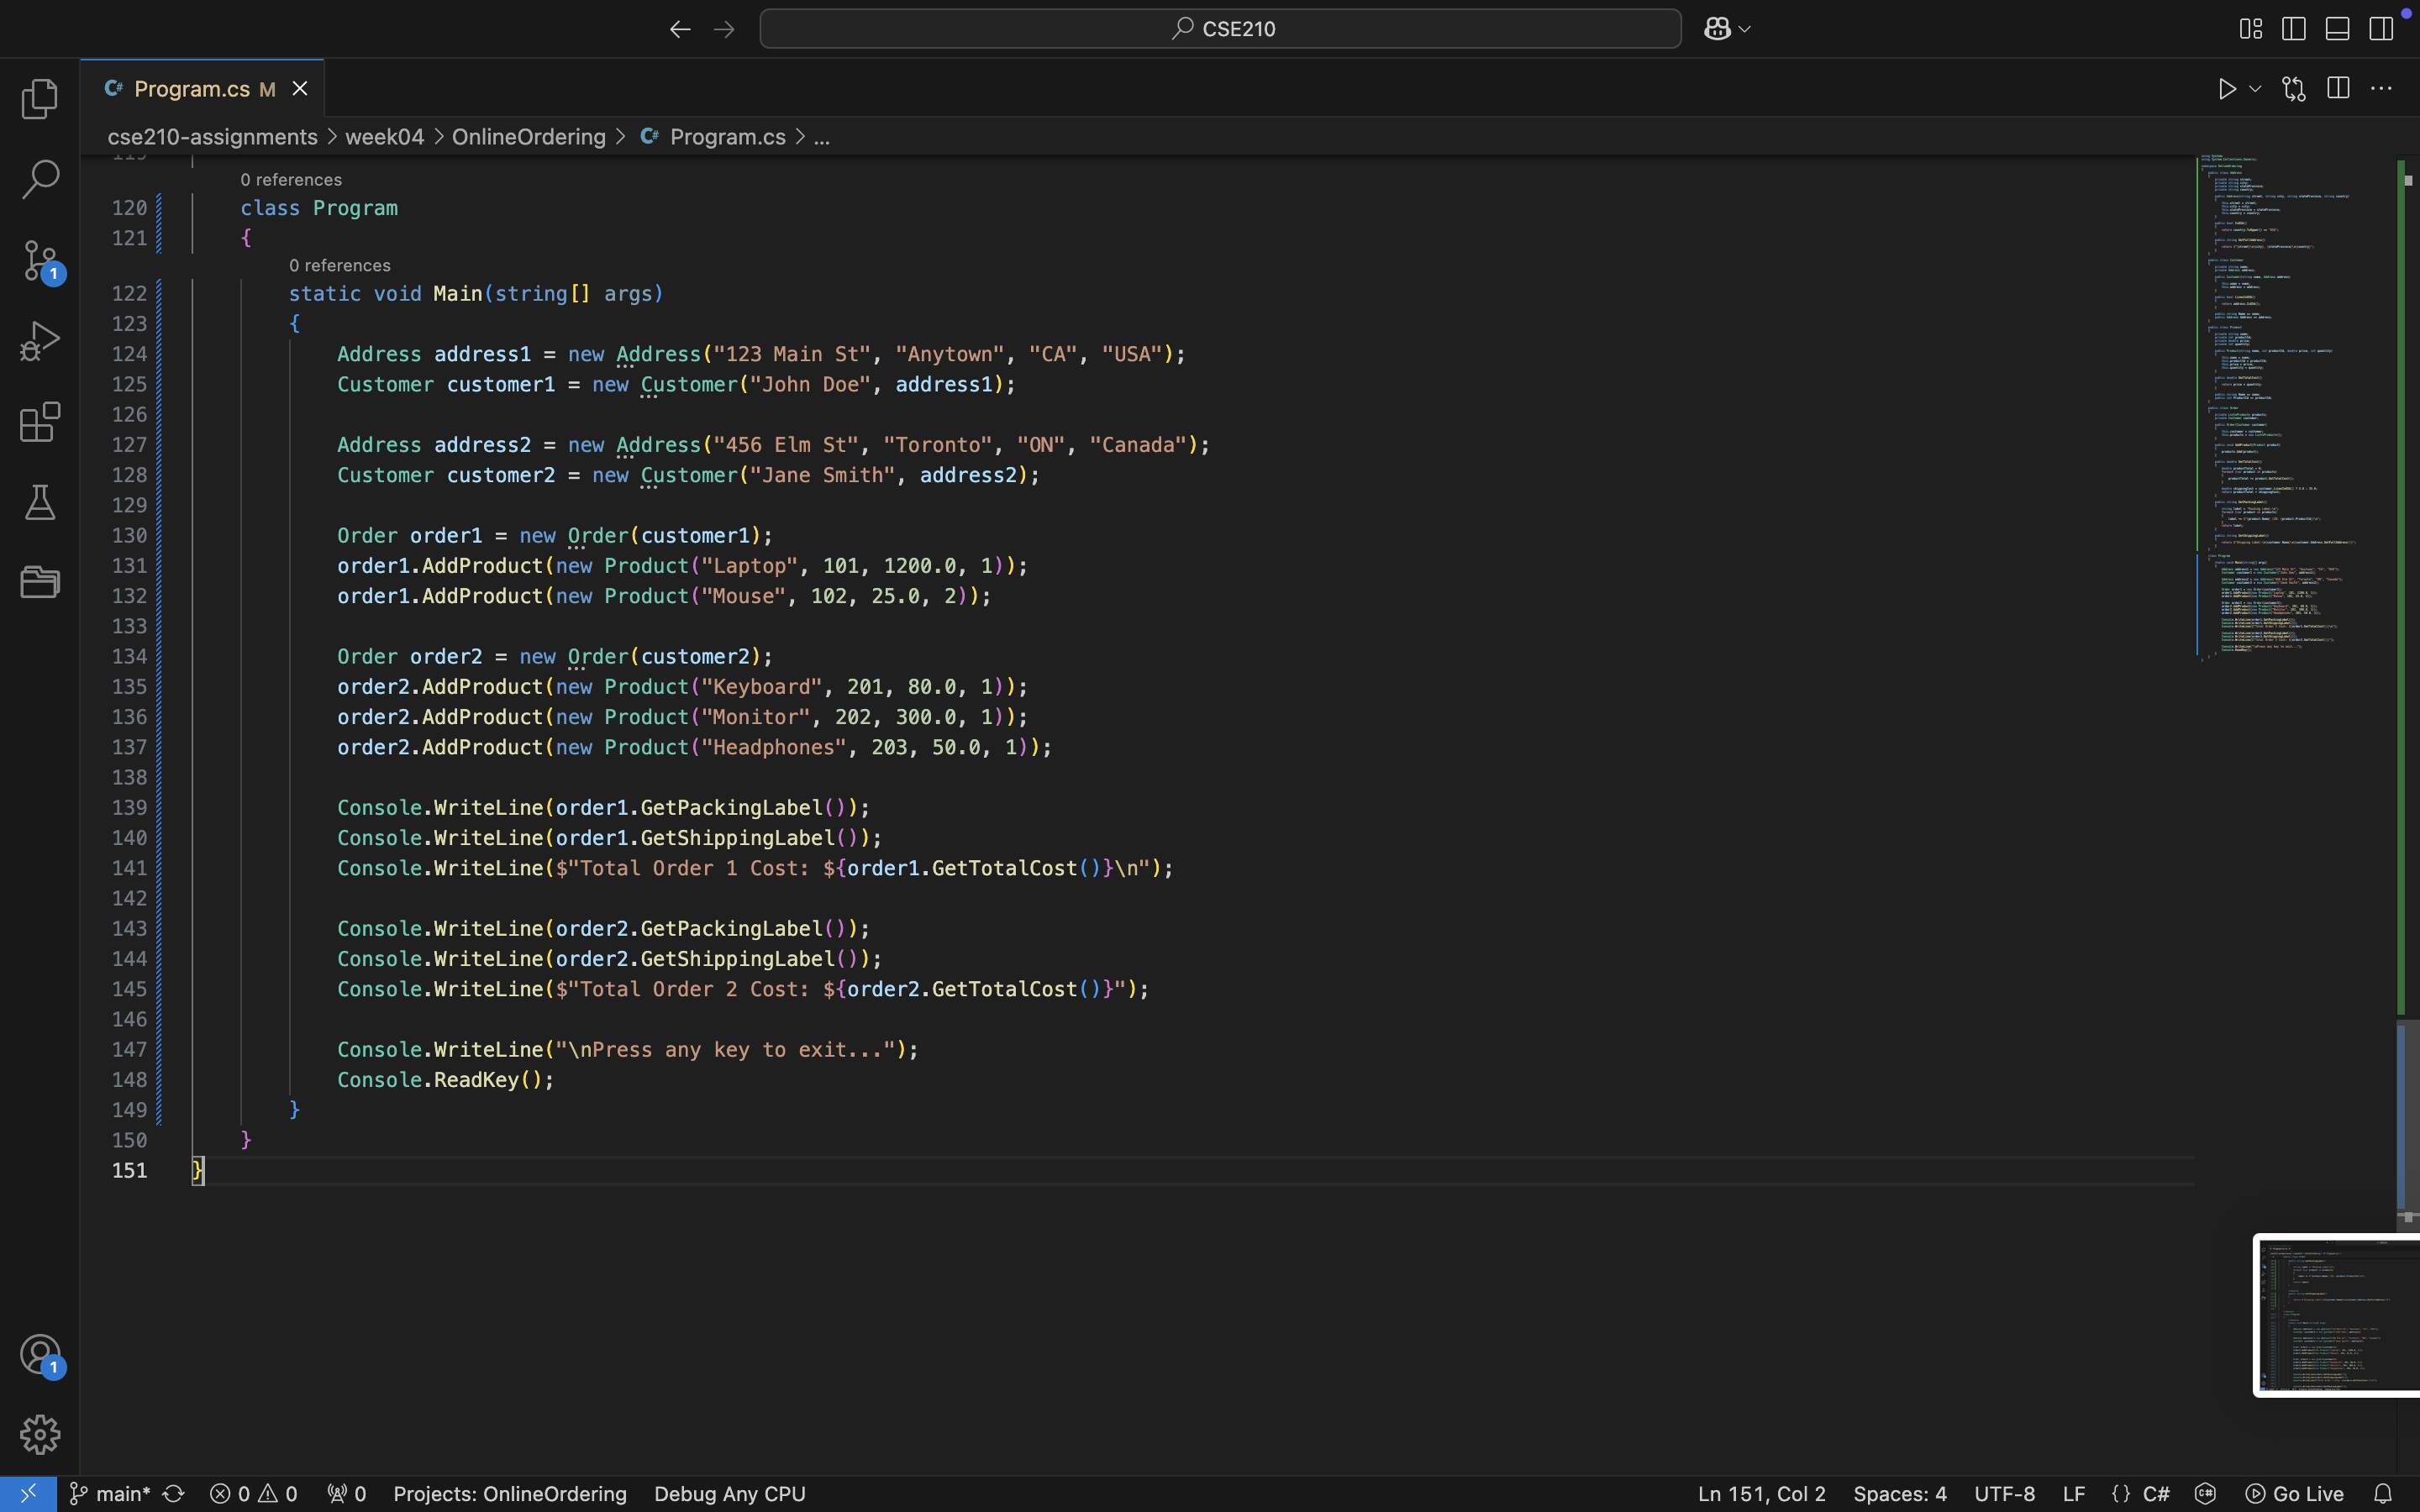 CSE210
Program.cs M
cse210-assignments > week04 > OnlineOrdering > Program.cs > ...
0 references
120 class Program
121 {
0 references
122 static void Main(string[] args)
123 {
124 Address address1 = new Address("123 Main St", "Anytown", "CA", "USA");
125 Customer customer1 = new Customer("John Doe", address1);
126
127 Address address2 = new Address("456 Elm St", "Toronto", "ON", "Canada");
128 Customer customer2 = new Customer("Jane Smith", address2);
129
130 Order order1 = new Order(customer1);
131 order1.AddProduct(new Product("Laptop", 101, 1200.0, 1));
132 order1.AddProduct(new Product("Mouse", 102, 25.0, 2));
133
134 Order order2 = new Order(customer2);
135 order2.AddProduct(new Product("Keyboard", 201, 80.0, 1));
136 order2.AddProduct(new Product("Monitor", 202, 300.0, 1));
137 order2.AddProduct(new Product("Headphones", 203, 50.0, 1));
138
139 Console.WriteLine(order1.GetPackingLabel());
140 Console.WriteLine(order1.GetShippingLabel());
141 Console.WriteLine($"Total Order 1 Cost: ${order1.GetTotalCost()}\n");
142
143 Console.WriteLine(order2.GetPackingLabel());
144 Console.WriteLine(order2.GetShippingLabel());
145 Console.WriteLine($"Total Order 2 Cost: ${order2.GetTotalCost()}");
146
147 Console.WriteLine("\nPress any key to exit...");
148 Console.ReadKey();
149 }
150 }
151 }
1
1
main* 0 0 0 Projects: OnlineOrdering Debug Any CPU Ln 151, Col 2 Spaces: 4 UTF-8 LF {} C# Go Live